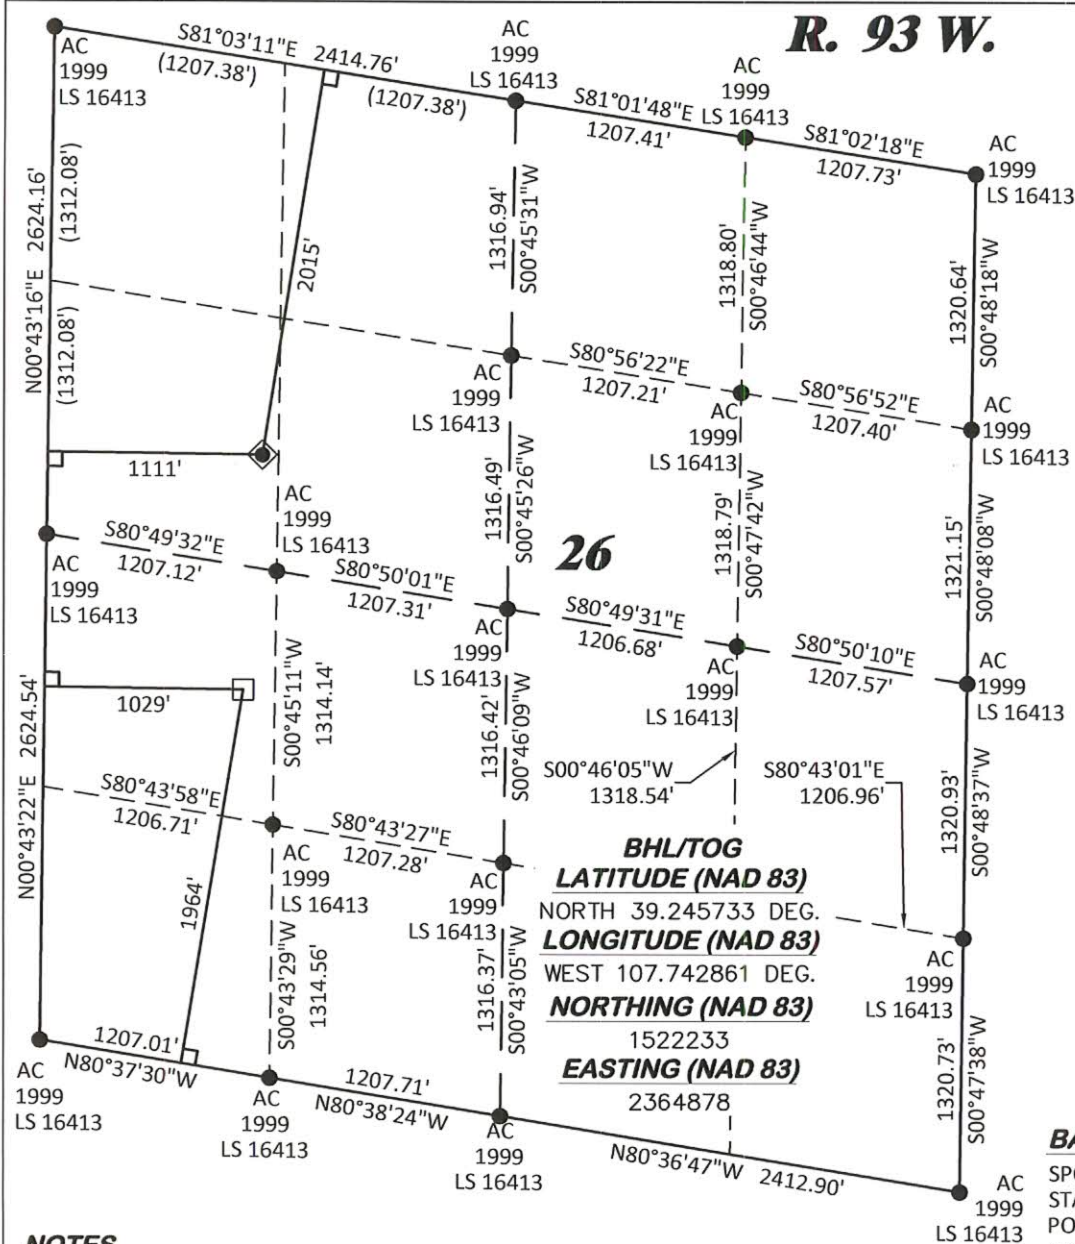 R. 93 W.
AC
1999
LS 16413
S81°03'11"E
2414.76'
(1207.38')
(1207.38')
AC
1999
LS 16413
S81°01'48"E
1207.41'
AC
1999
LS 16413
S81°02'18"E
1207.73'
AC
1999
LS 16413
N00°43'16"E 2624.16'
(1312.08')
(1312.08')
2015'
1316.94'
S00°45'31"W
1318.80'
S00°46'44"W
1320.64'
S00°48'18"W
S80°56'22"E
1207.21'
S80°56'52"E
1207.40'
AC
1999
LS 16413
AC
1999
LS 16413
AC
1999
LS 16413
1111'
1316.49'
S00°45'26"W
1318.79'
S00°47'42"W
1321.15'
S00°48'08"W
AC
1999
LS 16413
26
S80°49'32"E
1207.12'
S80°50'01"E
1207.31'
S80°49'31"E
1206.68'
S80°50'10"E
1207.57'
AC
1999
LS 16413
AC
1999
LS 16413
AC
1999
LS 16413
AC
1999
LS 16413
N00°43'22"E 2624.54'
1029'
S00°45'11"W
1314.14'
1316.42'
S00°46'09"W
S00°46'05"W
1318.54'
S80°43'01"E
1206.96'
1320.93'
S00°48'37"W
S80°43'58"E
1206.71'
S80°43'27"E
1207.28'
1964'
AC
1999
LS 16413
AC
1999
LS 16413
BHL/TOG
LATITUDE (NAD 83)
NORTH 39.245733 DEG.
LONGITUDE (NAD 83)
WEST 107.742861 DEG.
NORTHING (NAD 83)
1522233
EASTING (NAD 83)
2364878
AC
1999
LS 16413
S00°43'29"W
1314.56'
1316.37'
S00°43'05"W
1320.73'
S00°47'38"W
1207.01'
N80°37'30"W
1207.71'
N80°38'24"W
N80°36'47"W
2412.90'
AC
1999
LS 16413
AC
1999
LS 16413
AC
1999
LS 16413
AC
1999
LS 16413
BA
SP
STA
PO
NOTES